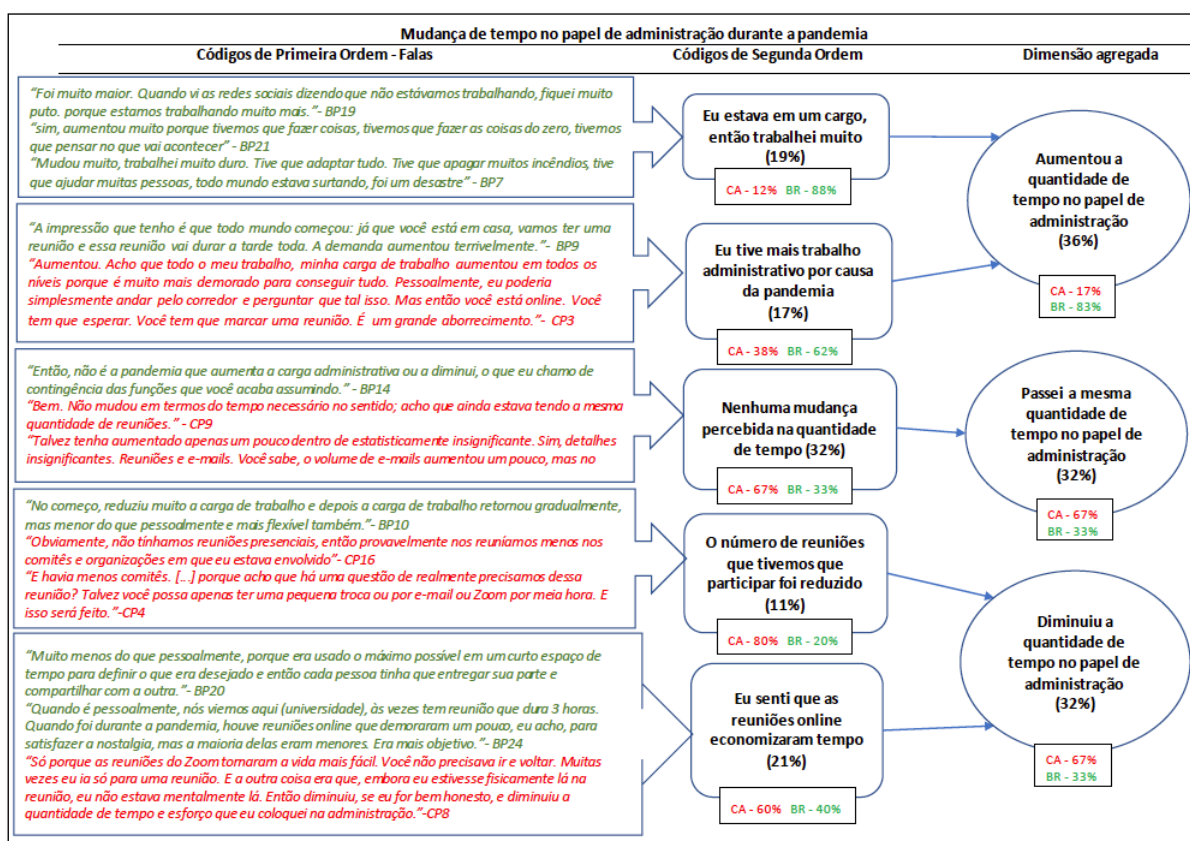 Mudança de tempo no papel de administração durante a pandemia
Códigos de Primeira Ordem - Falas
Códigos de Segunda Ordem
Dimensão agregada
“Foi muito maior. Quando vi as redes sociais dizendo que não estávamos trabalhando, fiquei muito
puto. porque estamos trabalhando muito mais.”- BP19
“sim, aumentou muito porque tivemos que fazer coisas, tivemos que fazer as coisas do zero, tivemos
que pensar no que vai acontecer” - BP21
“Mudou muito, trabalhei muito duro. Tive que adaptar tudo. Tive que apagar muitos incêndios, tive
que ajudar muitas pessoas, todo mundo estava surtando, foi um desastre” - BP7
Eu estava em um cargo,
então trabalhei muito
(19%)
CA - 12% BR - 88%
“A impressão que tenho é que todo mundo começou: já que você está em casa, vamos ter uma
reunião e essa reunião vai durar a tarde toda. A demanda aumentou terrivelmente.”- BP9
“Aumentou. Acho que todo o meu trabalho, minha carga de trabalho aumentou em todos os
níveis porque é muito mais demorado para conseguir tudo. Pessoalmente, eu poderia
simplesmente andar pelo corredor e perguntar que tal isso. Mas então você está online. Você
tem que esperar. Você tem que marcar uma reunião. É um grande aborrecimento.”- CP3
Eu tive mais trabalho
administrativo por causa
da pandemia
(17%)
CA - 38% BR - 62%
Aumentou a
quantidade de
tempo no papel de
administração
(36%)
CA - 17%
BR - 83%
“Então, não é a pandemia que aumenta a carga administrativa ou a diminui, o que eu chamo de
contingência das funções que você acaba assumindo.” - BP14
“Bem. Não mudou em termos do tempo necessário no sentido; acho que ainda estava tendo a mesma
quantidade de reuniões.” - CP9
“Talvez tenha aumentado apenas um pouco dentro de estatisticamente insignificante. Sim, detalhes
insignificantes. Reuniões e e-mails. Você sabe, o volume de e-mails aumentou um pouco, mas no
Nenhuma mudança
percebida na quantidade
de tempo (32%)
CA - 67% BR - 33%
Passei a mesma
quantidade de
tempo no papel de
administração
(32%)
CA - 67%
BR - 33%
“No começo, reduziu muito a carga de trabalho e depois a carga de trabalho retornou gradualmente,
mas menor do que pessoalmente e mais flexível também.”- BP10
“Obviamente, não tínhamos reuniões presenciais, então provavelmente nos reuníamos menos nos
comitês e organizações em que eu estava envolvido”- CP16
“E havia menos comitês. [...] porque acho que há uma questão de realmente precisamos dessa
reunião? Talvez você possa apenas ter uma pequena troca ou por e-mail ou Zoom por meia hora. E
isso será feito.”-CP4
O número de reuniões
que tivemos que
participar foi reduzido
(11%)
CA - 80% BR - 20%
“Muito menos do que pessoalmente, porque era usado o máximo possível em um curto espaço de
tempo para definir o que era desejado e então cada pessoa tinha que entregar sua parte e
compartilhar com a outra.”- BP20
“Quando é pessoalmente, nós viemos aqui (universidade), às vezes tem reunião que dura 3 horas.
Quando foi durante a pandemia, houve reuniões online que demoraram um pouco, eu acho, para
satisfazer a nostalgia, mas a maioria delas eram menores. Era mais objetivo.” - BP24
“Só porque as reuniões do Zoom tornaram a vida mais fácil. Você não precisava ir e voltar. Muitas
vezes eu ia só para uma reunião. E a outra coisa era que, embora eu estivesse fisicamente lá na
reunião, eu não estava mentalmente lá. Então diminuiu, se eu for bem honesto, e diminuiu a
quantidade de tempo e esforço que eu coloquei na administração.”-CP8
Eu senti que as
reuniões online
economizaram tempo
(21%)
CA - 60% BR - 40%
Diminuiu a
quantidade de
tempo no papel de
administração
(32%)
CA - 67%
BR - 33%